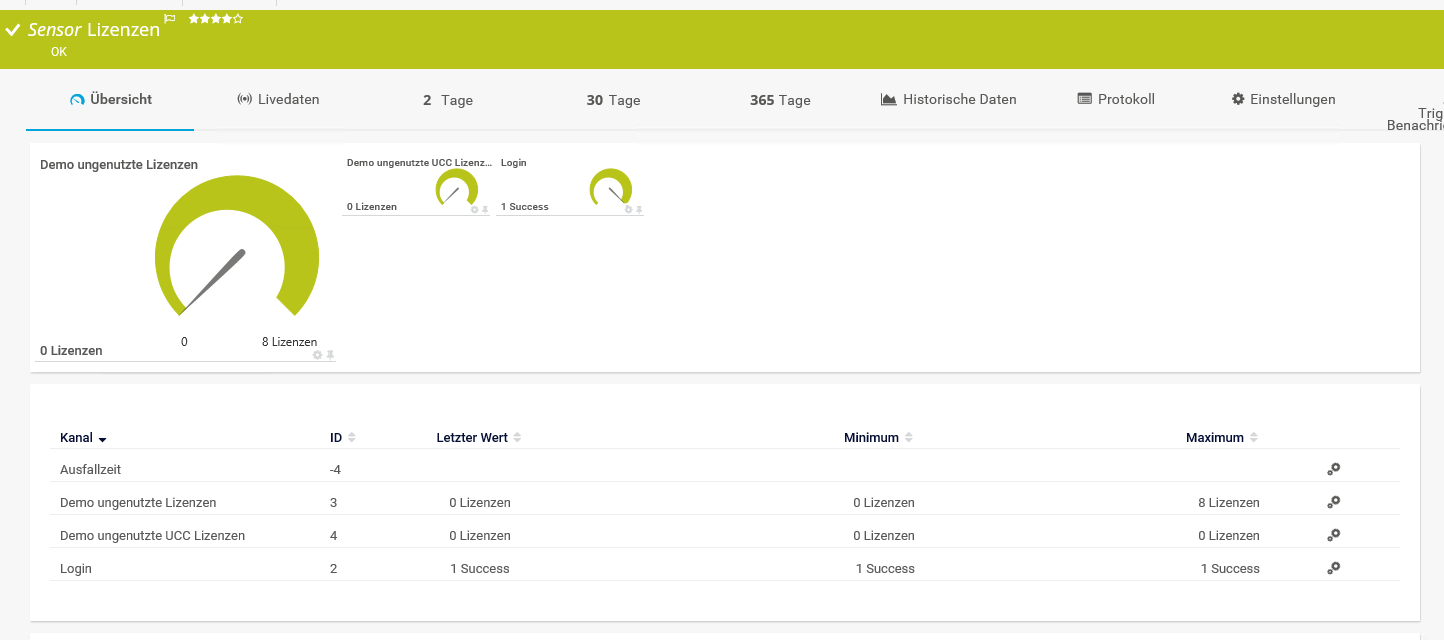 Sensor Lizenzen
OK
Übersicht Livedaten 2 Tage 30 Tage 365 Tage Historische Daten Protokoll Einstellungen
Trig
Benachri
Demo ungenutzte Lizenzen
0 8 Lizenzen
0 Lizenzen
Demo ungenutzte UCC Lizenz...
0 Lizenzen
Login
1 Success
Kanal ID Letzter Wert Minimum Maximum
Ausfallzeit -4
Demo ungenutzte Lizenzen 3 0 Lizenzen 0 Lizenzen 8 Lizenzen
Demo ungenutzte UCC Lizenzen 4 0 Lizenzen 0 Lizenzen 0 Lizenzen
Login 2 1 Success 1 Success 1 Success